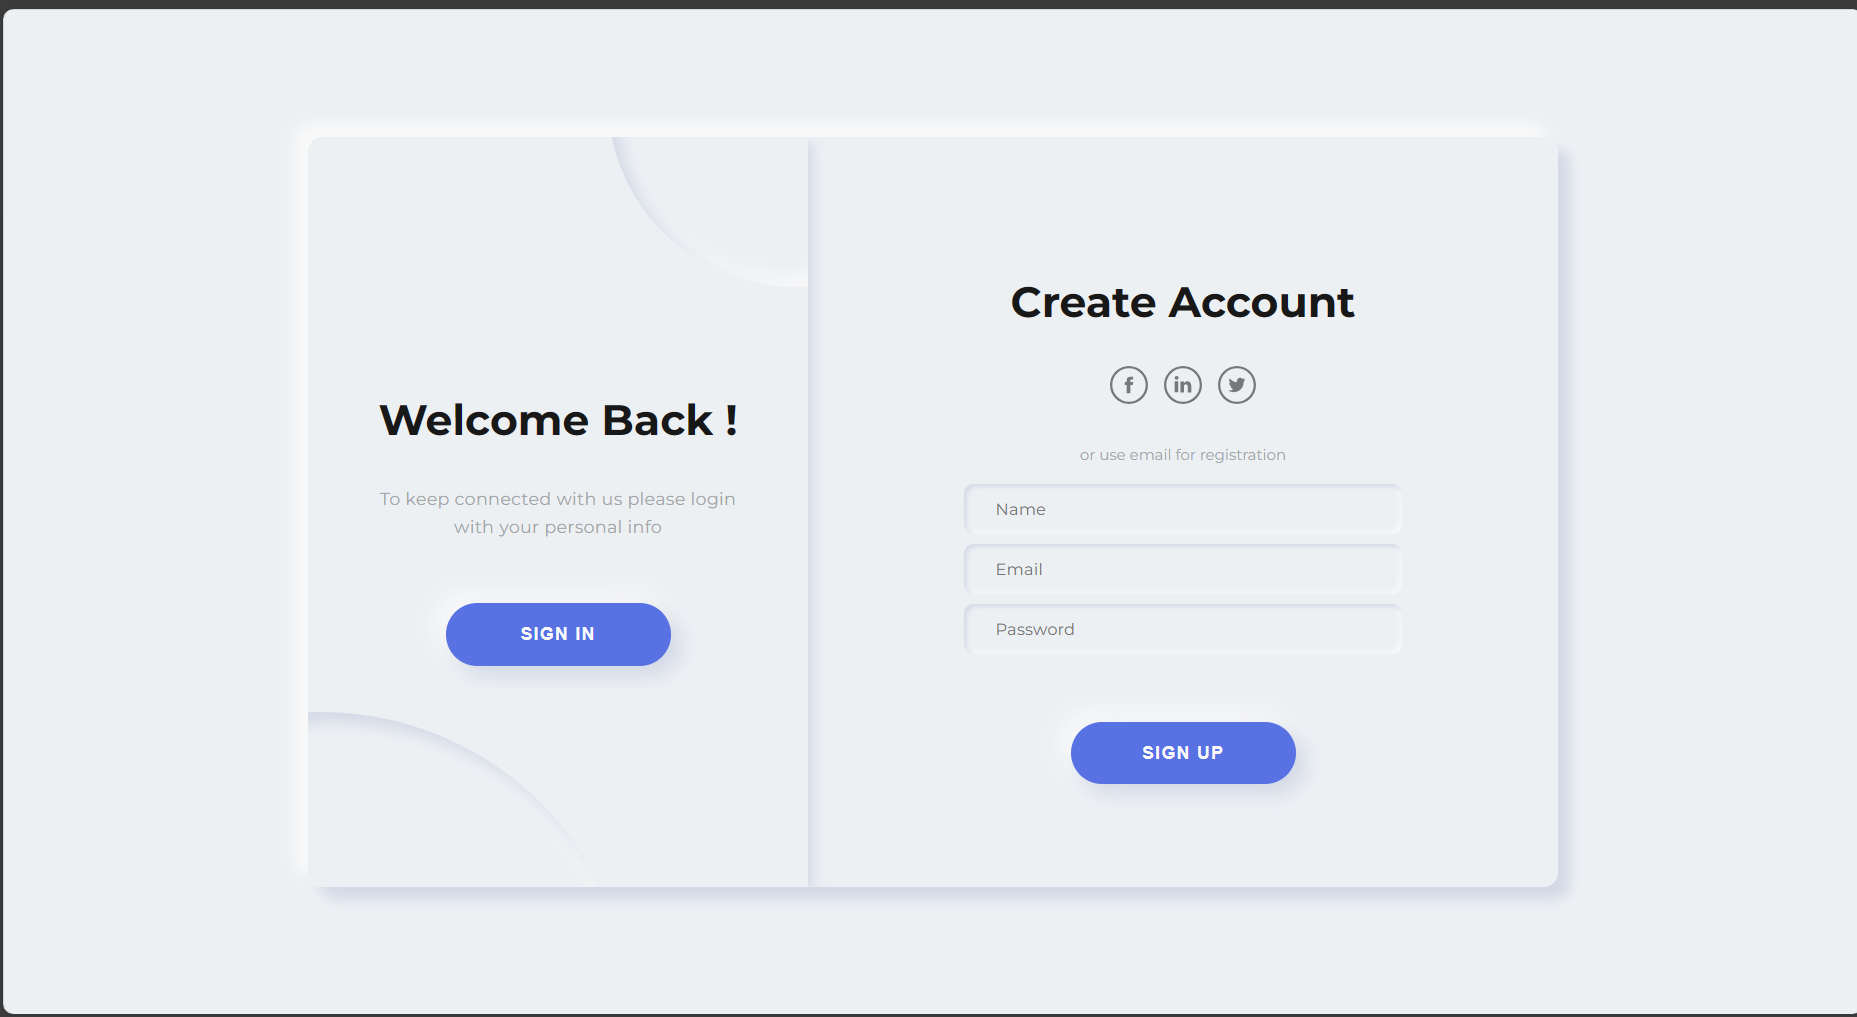 Welcome Back !
To keep connected with us please login
with your personal info
SIGN IN
Create Account
f
in
or use email for registration
Name
Email
Password
SIGN UP